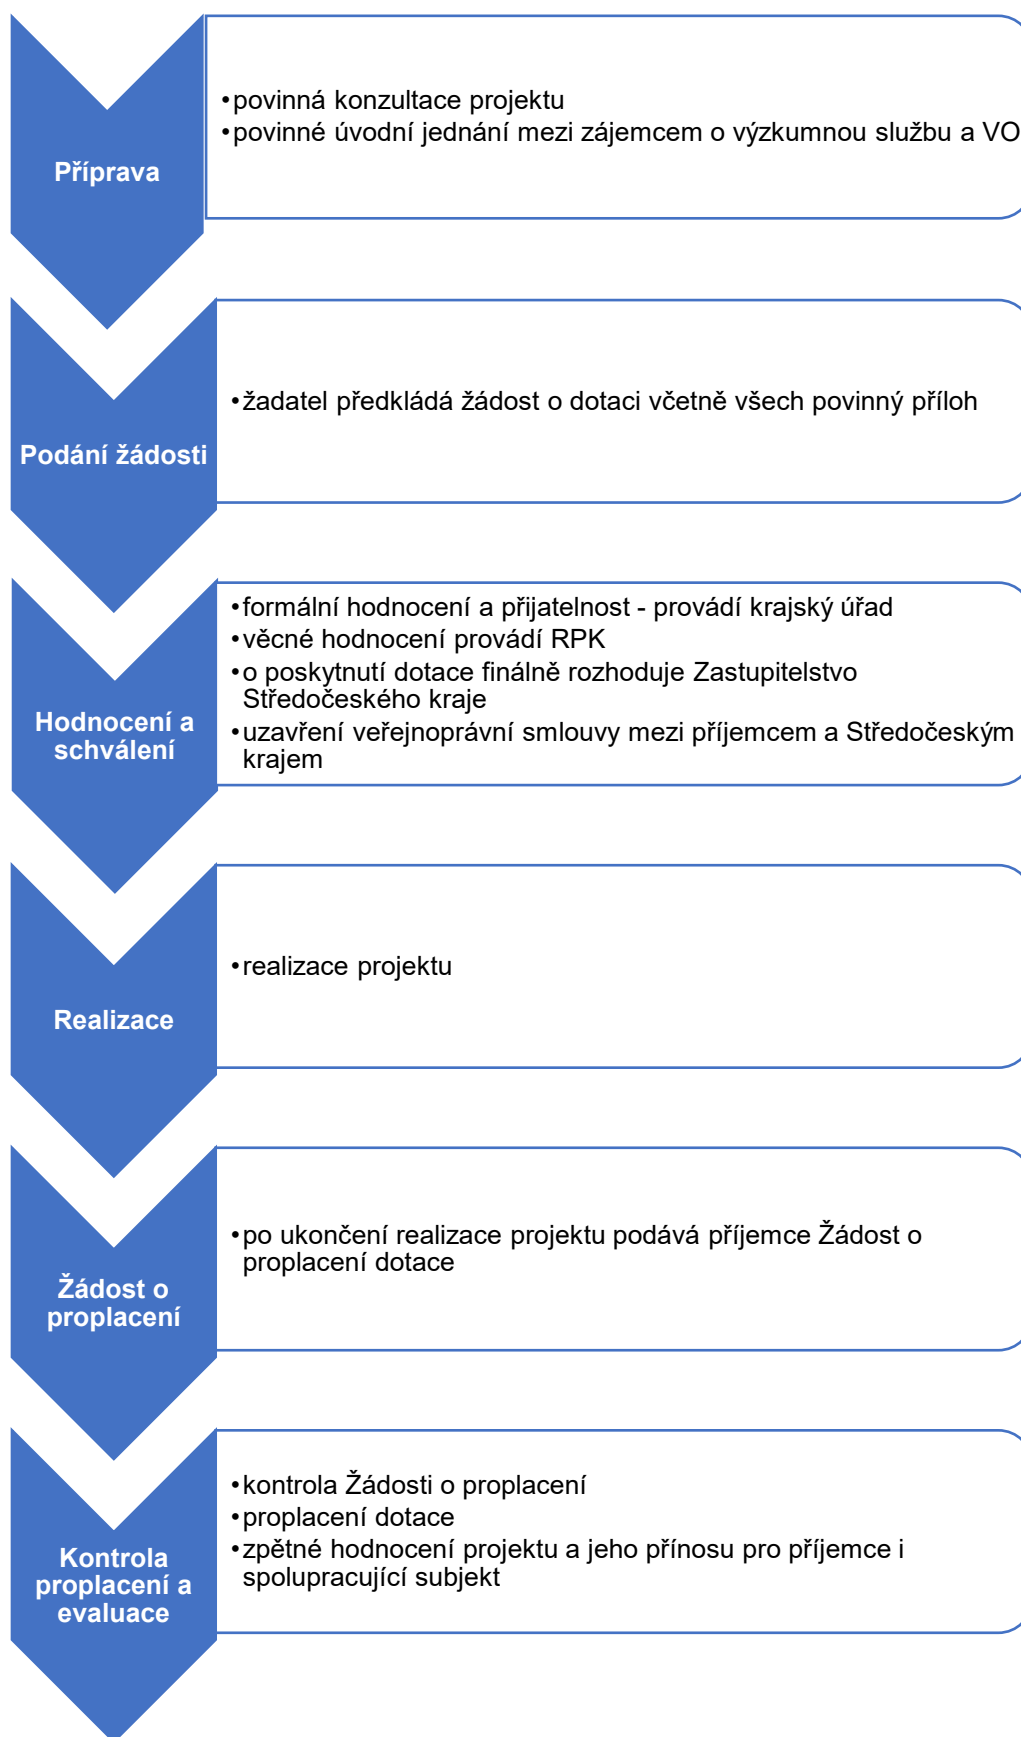 Příprava
•povinná konzultace projektu
•povinné úvodní jednání mezi zájemcem o výzkumnou službu a VO
Podání žádosti
•žadatel předkládá žádost o dotaci včetně všech povinný příloh
Hodnocení a
schválení
•formální hodnocení a přijatelnost - provádí krajský úřad
•věcné hodnocení provádí RPK
•o poskytnutí dotace finálně rozhoduje Zastupitelstvo
Středočeského kraje
•uzavření veřejnoprávní smlouvy mezi příjemcem a Středočeským
krajem
Realizace
•realizace projektu
Žádost o
proplacení
•po ukončení realizace projektu podává příjemce Žádost o
proplacení dotace
Kontrola
proplacení a
evaluace
•kontrola Žádosti o proplacení
•proplacení dotace
•zpětné hodnocení projektu a jeho přínosu pro příjemce i
spolupracující subjekt